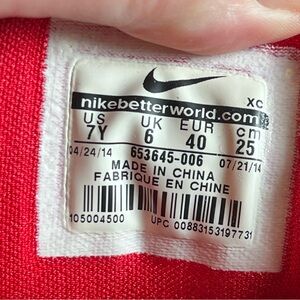 XC
nikebetterworld.com
US UK EUR cm
7Y 6 40 25
04/24/14 653645-006 07/21/14
MADE IN CHINA
FABRIQUE EN CHINE
105004500 UPC 00883153197731